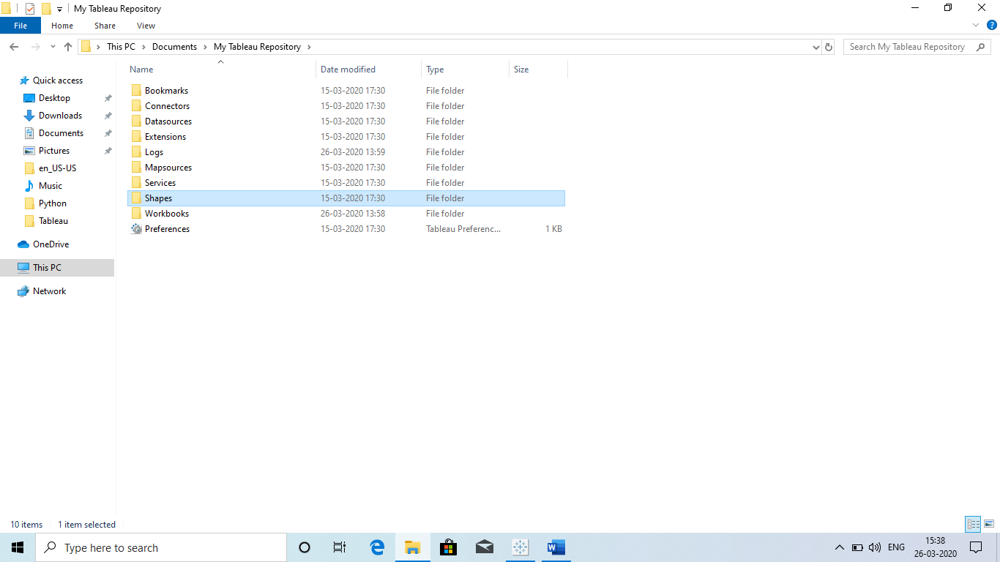 My Tableau Repository
File Home Share View
This PC Documents My Tableau Repository Search My Tableau Repository
Name Date modified Type Size
Quick access
Desktop
Downloads
Documents
Pictures
en_US-US
Music
Python
Tableau
OneDrive
This PC
Network
Bookmarks 15-03-2020 17:30 File folder
Connectors 15-03-2020 17:30 File folder
Datasources 15-03-2020 17:30 File folder
Extensions 15-03-2020 17:30 File folder
Logs 26-03-2020 13:59 File folder
Mapsources 15-03-2020 17:30 File folder
Services 15-03-2020 17:30 File folder
Shapes 15-03-2020 17:30 File folder
Workbooks 26-03-2020 13:58 File folder
Preferences 15-03-2020 17:30 Tableau Preferenc... 1 KB
10 items 1 item selected
Type here to search
ENG
15:38
26-03-2020